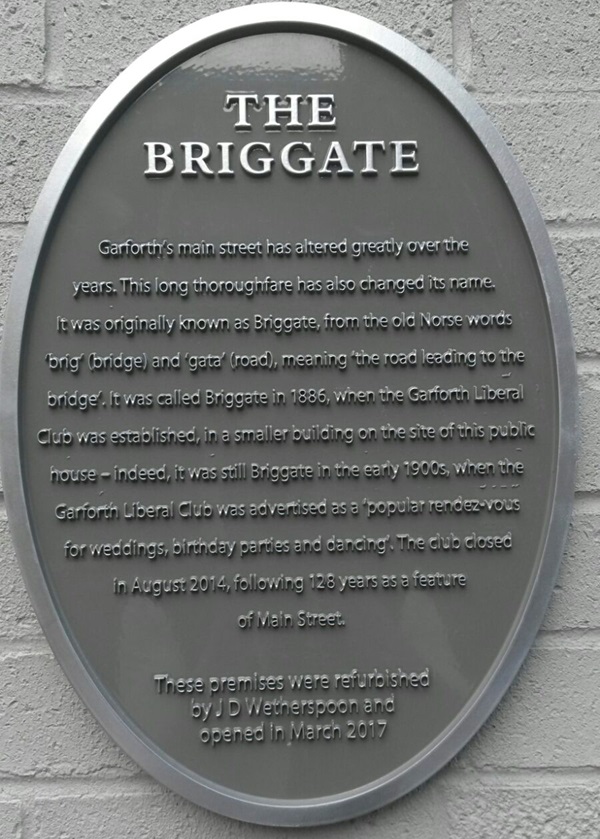 THE
BRIGGATE
Garforth's main street has altered greatly over the
years. This long thoroughfare has also changed its name.
It was originally known as Briggate, from the old Norse words
'brig' (bridge) and 'gata' (road), meaning 'the road leading to the
bridge'. It was called Briggate in 1886, when the Garforth Liberal
Club was established, in a smaller building on the site of this public
house – indeed, it was still Briggate in the early 1900s, when the
Garforth Liberal Club was advertised as a 'popular rendez-vous
for weddings, birthday parties and dancing'. The club closed
in August 2014, following 128 years as a feature
of Main Street.
These premises were refurbished
by J D Wetherspoon and
opened in March 2017